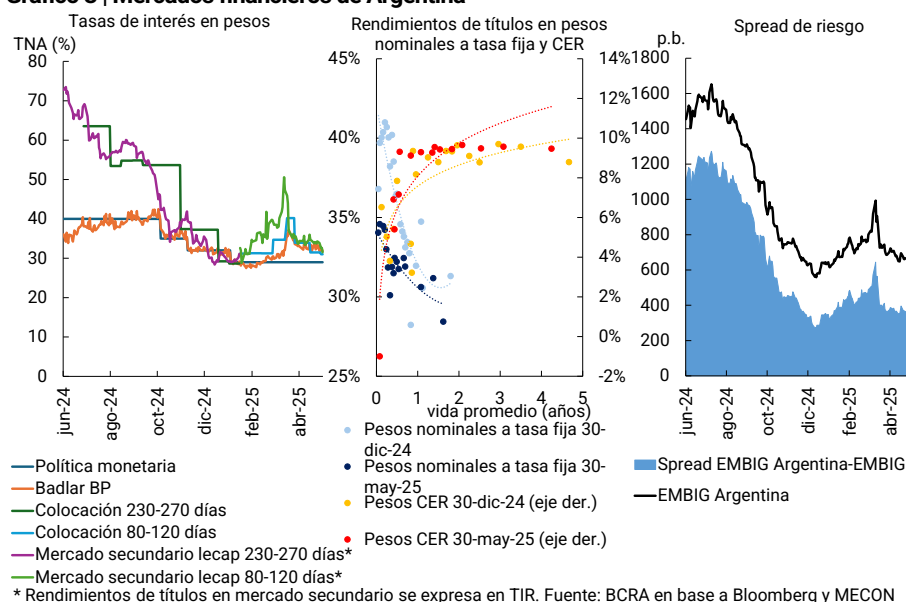 Gráfico 3 | Mercados financieros de Argentina
Tasas de interés en pesos
TNA (%)
80
70
60
50
40
30
20
10
0
jun-24
ago-24
oct-24
dic-24
feb-25
abr-25
Política monetaria
Badlar BP
Colocación 230-270 días
Colocación 80-120 días
Mercado secundario lecap 230-270 días*
Mercado secundario lecap 80-120 días*
Rendimientos de títulos en pesos
nominales a tasa fija y CER
45%
40%
35%
30%
25%
14%
12%
10%
8%
6%
4%
2%
0%
-2%
0 1 2 3 4 5
vida promedio (años)
Pesos nominales a tasa fija 30-
dic-24
Pesos nominales a tasa fija 30-
may-25
Pesos CER 30-dic-24 (eje der.)
Pesos CER 30-may-25 (eje der.)
Spread de riesgo
p.b.
1800
1600
1400
1200
1000
800
600
400
200
0
jun-24
ago-24
oct-24
dic-24
feb-25
abr-25
Spread EMBIG Argentina-EMBIG
EMBIG Argentina
* Rendimientos de títulos en mercado secundario se expresa en TIR. Fuente: BCRA en base a Bloomberg y MECON